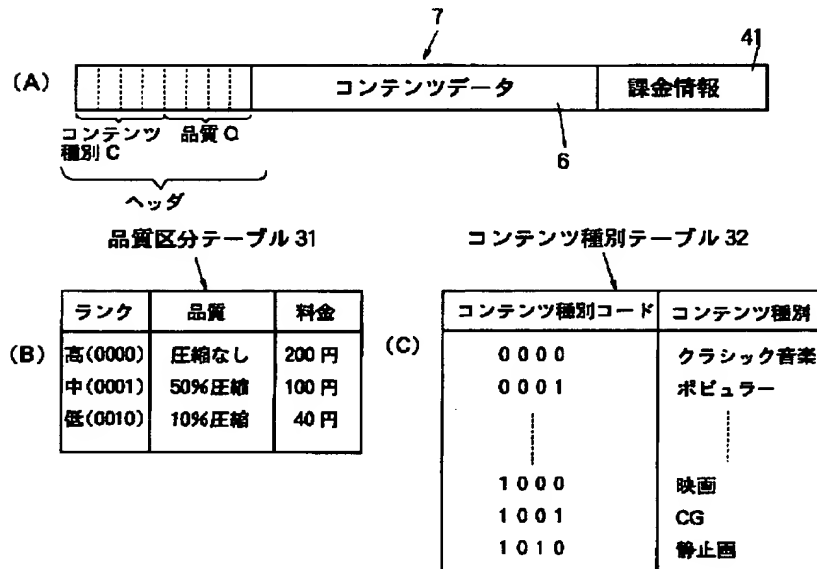 7
41
(A)
コンテンツデータ
課金情報
コンテンツ
種別 C
品質 Q
6
ヘッダ
品質区分テーブル 31
コンテンツ種別テーブル 32
(B)
ランク 品質 料金
高(0000) 圧縮なし 200 円
中(0001) 50%圧縮 100 円
低(0010) 10%圧縮 40 円
(C)
コンテンツ種別コード コンテンツ種別
0000 クラシック音楽
0001 ポピュラー
1000 映画
1001 CG
1010 静止画